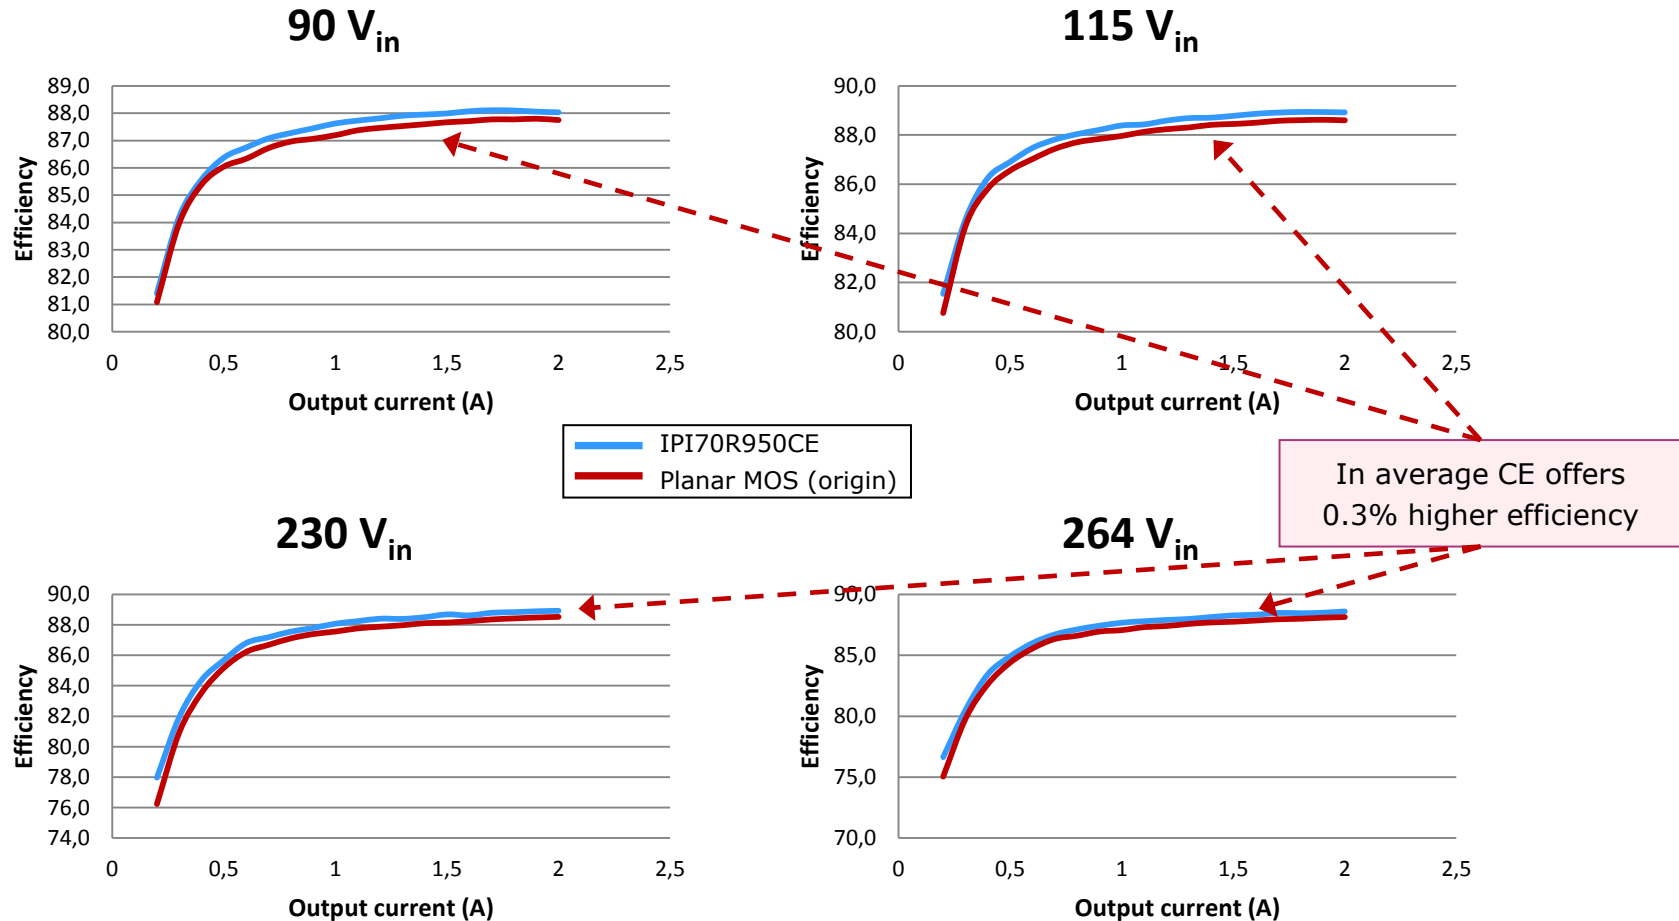 90 Vin
Efficiency
89,0
88,0
87,0
86,0
85,0
84,0
83,0
82,0
81,0
80,0
0 0,5 1 1,5 2 2,5
Output current (A)
115 Vin
Efficiency
90,0
88,0
86,0
84,0
82,0
80,0
0 0,5 1 1,5 2 2,5
Output current (A)
IPI70R950CE
Planar MOS (origin)
In average CE offers
0.3% higher efficiency
230 Vin
Efficiency
90,0
88,0
86,0
84,0
82,0
80,0
78,0
76,0
74,0
0 0,5 1 1,5 2 2,5
Output current (A)
264 Vin
Efficiency
90,0
85,0
80,0
75,0
70,0
0 0,5 1 1,5 2 2,5
Output current (A)